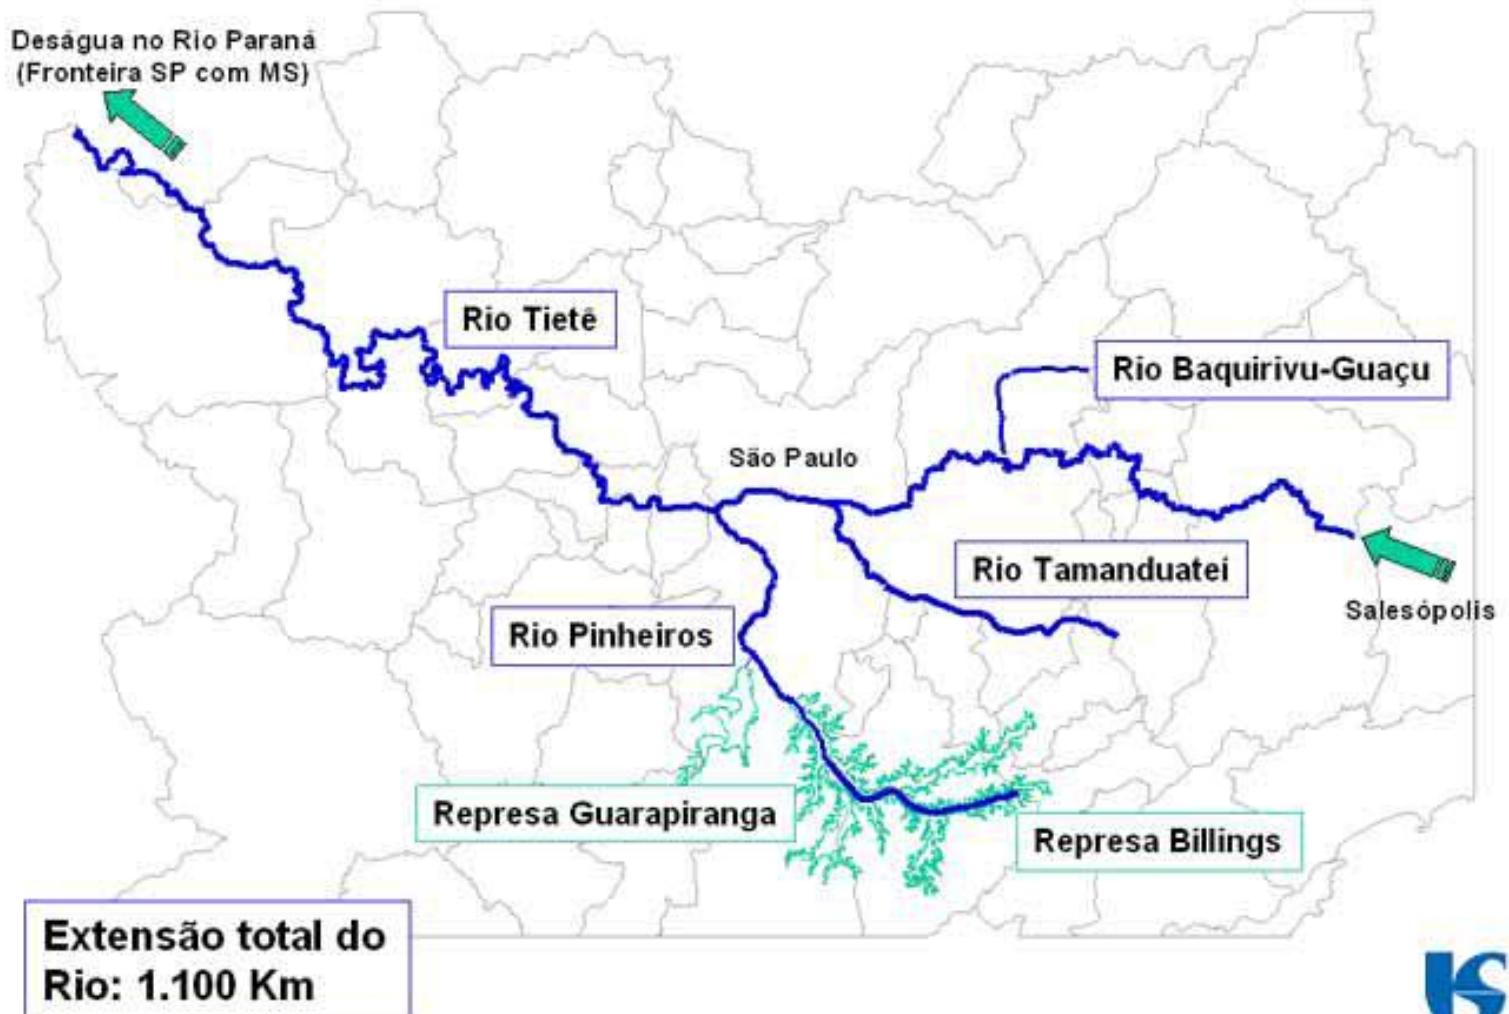 Deságua no Rio Paraná
(Fronteira SP com MS)
Rio Tietê
Rio Baquirivu-Guaçu
São Paulo
Rio Tamanduatei
Salesópolis
Rio Pinheiros
Represa Guarapiranga
Represa Billings
Extensão total do
Rio: 1.100 Km